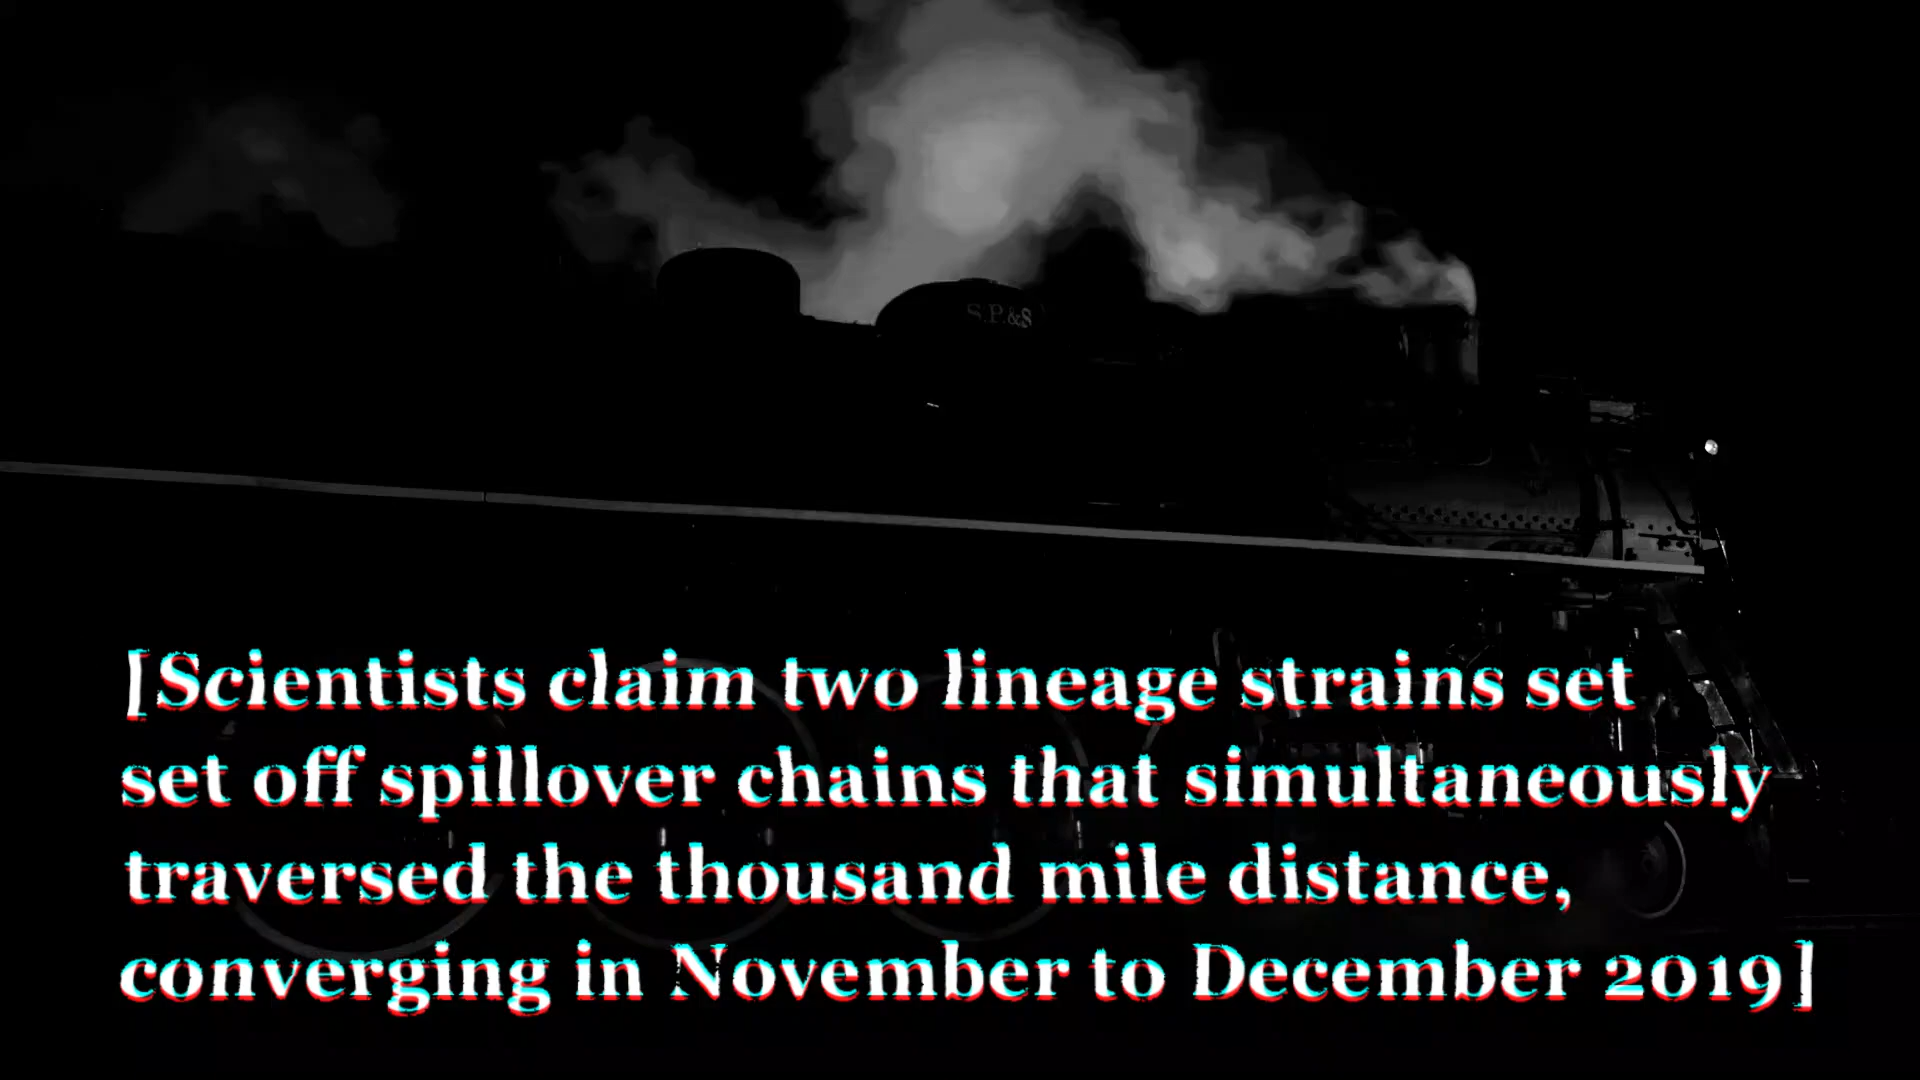 S.P.&S
[Scientists claim two lineage strains set
set off spillover chains that simultaneously
traversed the thousand mile distance,
converging in November to December 2019]